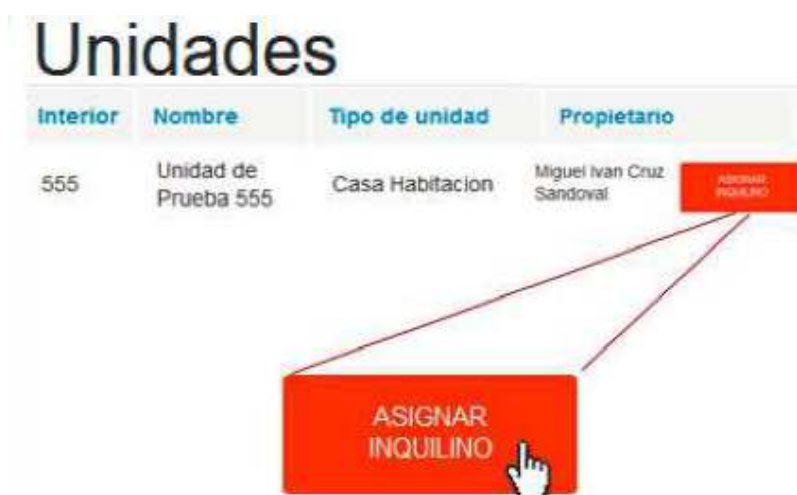 Unidades
Interior Nombre Tipo de unidad Propietario
555 Unidad de Prueba 555 Casa Habitacion Miguel Ivan Cruz Sandoval ASIGNAR INQUILINO
ASIGNAR
INQUILINO